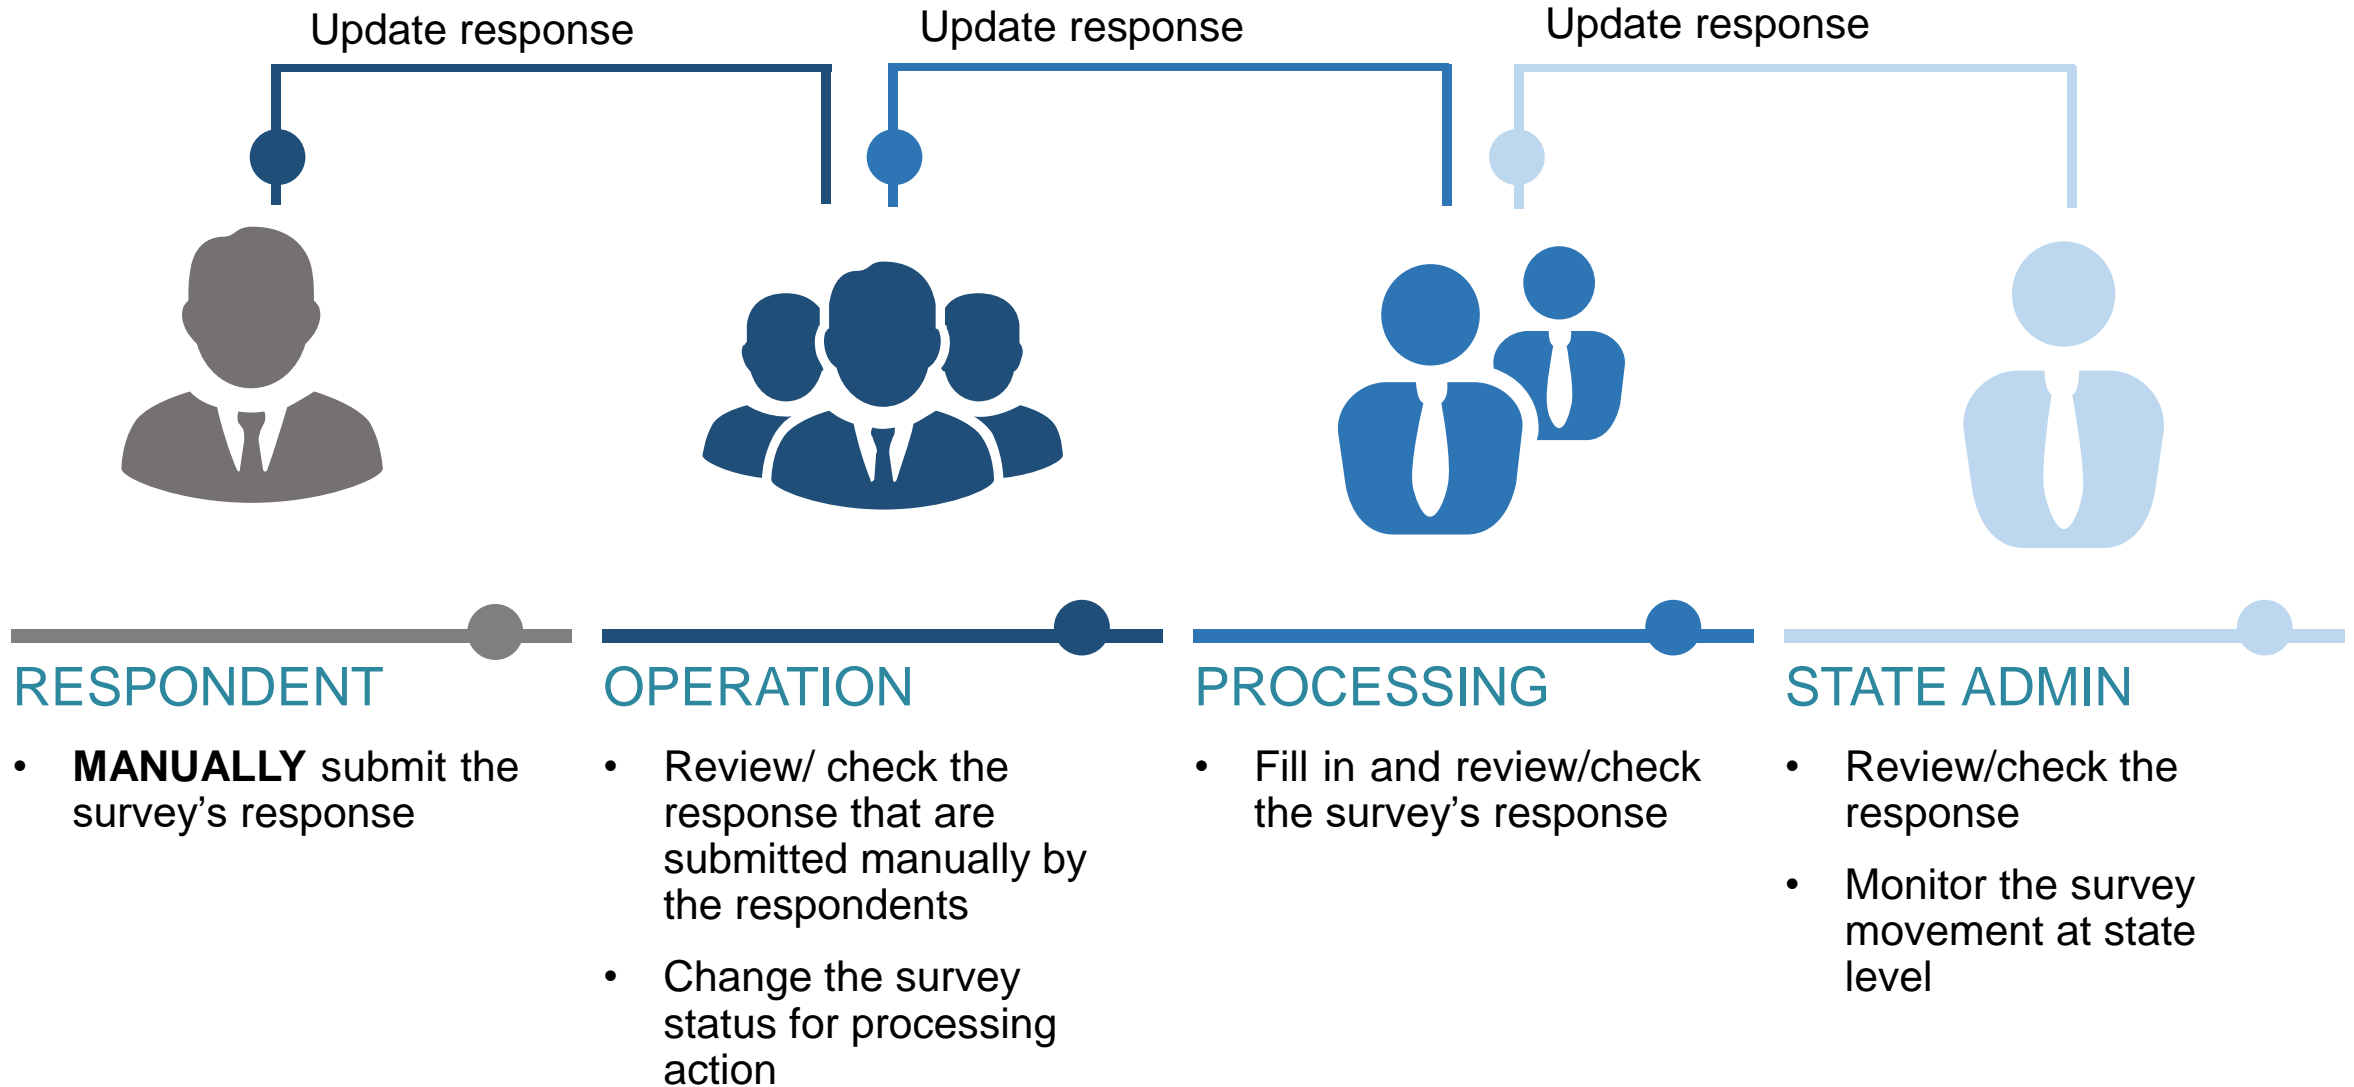 Update response
Update response
Update response
RESPONDENT
• MANUALLY submit the
survey’s response
OPERATION
• Review/ check the
response that are
submitted manually by
the respondents
• Change the survey
status for processing
action
PROCESSING
• Fill in and review/check
the survey’s response
STATE ADMIN
• Review/check the
response
• Monitor the survey
movement at state
level